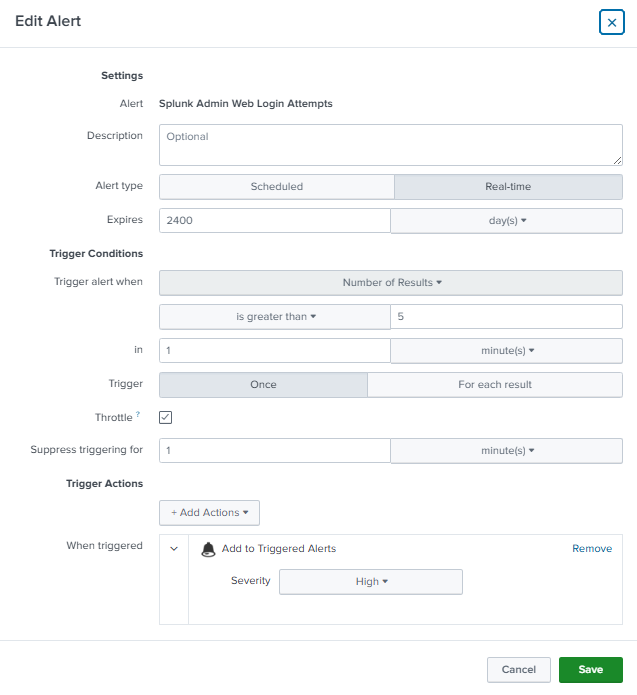 Edit Alert
Settings
Alert Splunk Admin Web Login Attempts
Description Optional
Alert type Scheduled Real-time
Expires 2400 day(s)
Trigger Conditions
Trigger alert when Number of Results
is greater than 5
in 1 minute(s)
Trigger Once For each result
Throttle ?
Suppress triggering for 1 minute(s)
Trigger Actions
+ Add Actions
When triggered Add to Triggered Alerts Remove
Severity High
Cancel Save